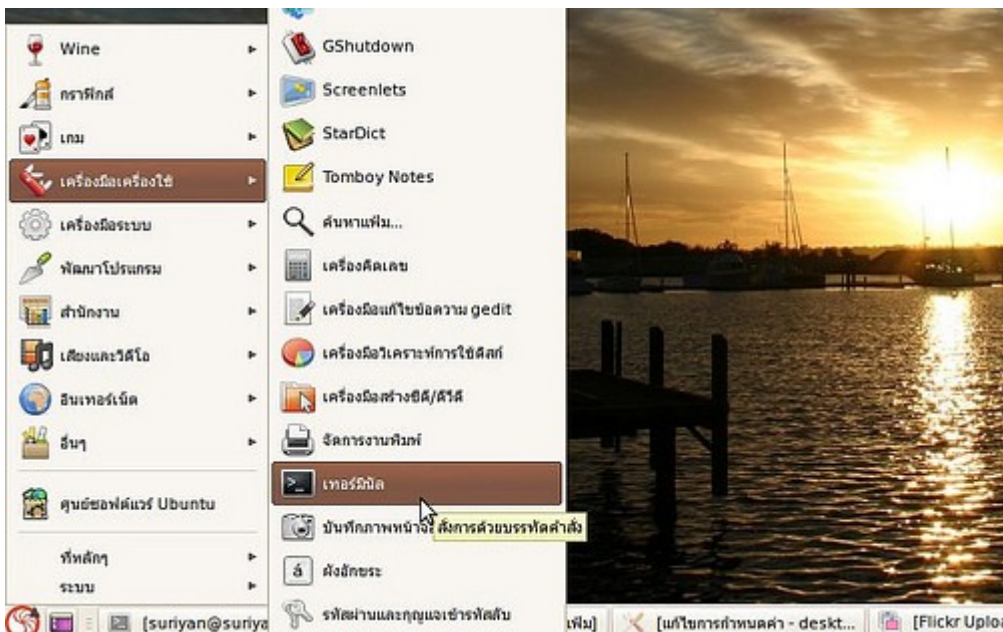 Wine
กราฟิกส์
เกม
เครื่องมือเครื่องใช้
เครื่องมือระบบ
พัฒนาโปรแกรม
สำนักงาน
เสียงและวิดีโอ
อินเทอร์เน็ต
อื่นๆ
ศูนย์ซอฟต์แวร์ Ubuntu
ที่หลักๆ
ระบบ
GShutdown
Screenlets
StarDict
Tomboy Notes
ค้นหาแฟ้ม...
เครื่องคิดเลข
เครื่องมือแก้ไขข้อความ gedit
เครื่องมือวิเคราะห์การใช้ดิสก์
เครื่องมือสร้างซีดี/ดีวีดี
จัดการงานพิมพ์
เทอร์มินัล
บันทึกภาพหน้าจอ
สั่งการด้วยบรรทัดคำสั่ง
ผังอักขระ
รหัสผ่านและกุญแจเข้ารหัสลับ
[suriyan@suriya
[แก้ไขการกำหนดค่า - deskt...
[Flickr Uplo